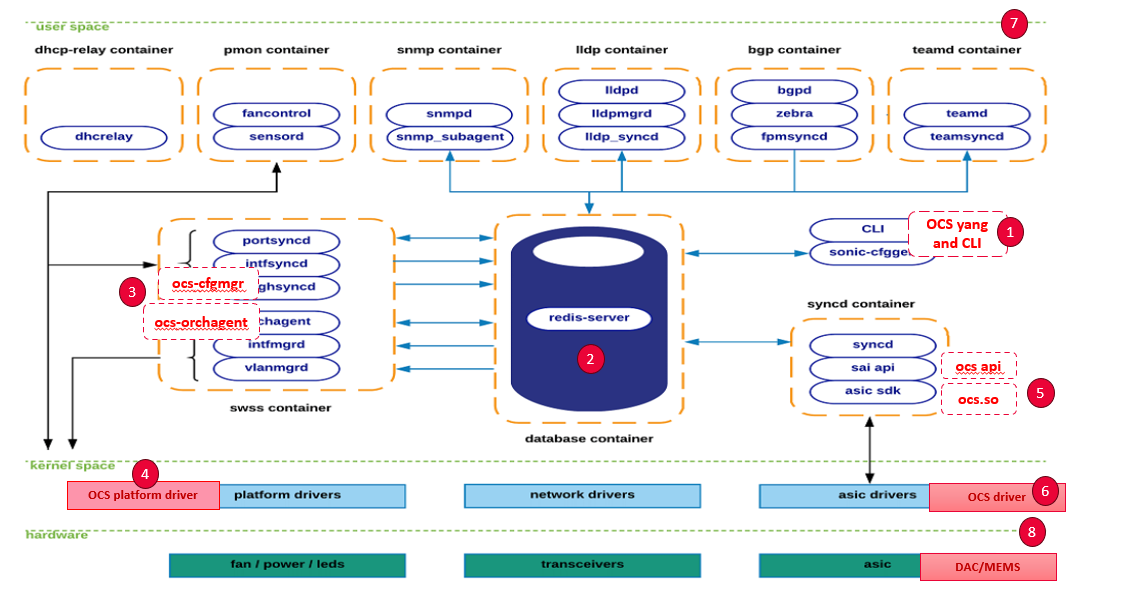 user space
7
dhcp-relay container
pmon container
snmp container
lldp container
bgp container
teamd container
dhcrelay
fancontrol
sensord
snmpd
snmp_subagent
lldpd
lldpmgrd
lldp_syncd
bgpd
zebra
fpmsyncd
teamd
teamsyncd
portsyncd
intfsyncd
ghsyncd
chagent
intfmgrd
vlanmgrd
swss container
3
ocs-cfgmgr
ocs-orchagent
redis-server
2
database container
CLI
sonic-cfgge
OCS yang
and CLI
1
syncd container
syncd
sai api
asic sdk
ocs api
ocs.so
5
kernel space
4
OCS platform driver
platform drivers
network drivers
asic drivers
OCS driver
6
hardware
8
fan / power / leds
transceivers
asic
DAC/MEMS